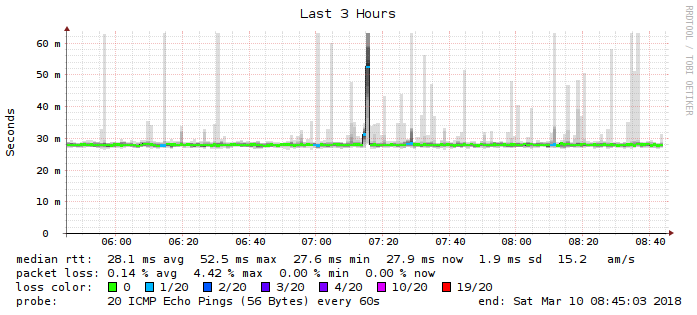 Last 3 Hours
RRDTOOL / TOBI OETIKER
Seconds
60 m
50 m
40 m
30 m
20 m
10 m
0
06:00 06:20 06:40 07:00 07:20 07:40 08:00 08:20 08:40
median rtt: 28.1 ms avg 52.5 ms max 27.6 ms min 27.9 ms now 1.9 ms sd 15.2 am/s
packet loss: 0.14 % avg 4.42 % max 0.00 % min 0.00 % now
loss color: 0 1/20 2/20 3/20 4/20 10/20 19/20
probe: 20 ICMP Echo Pings (56 Bytes) every 60s end: Sat Mar 10 08:45:03 2018